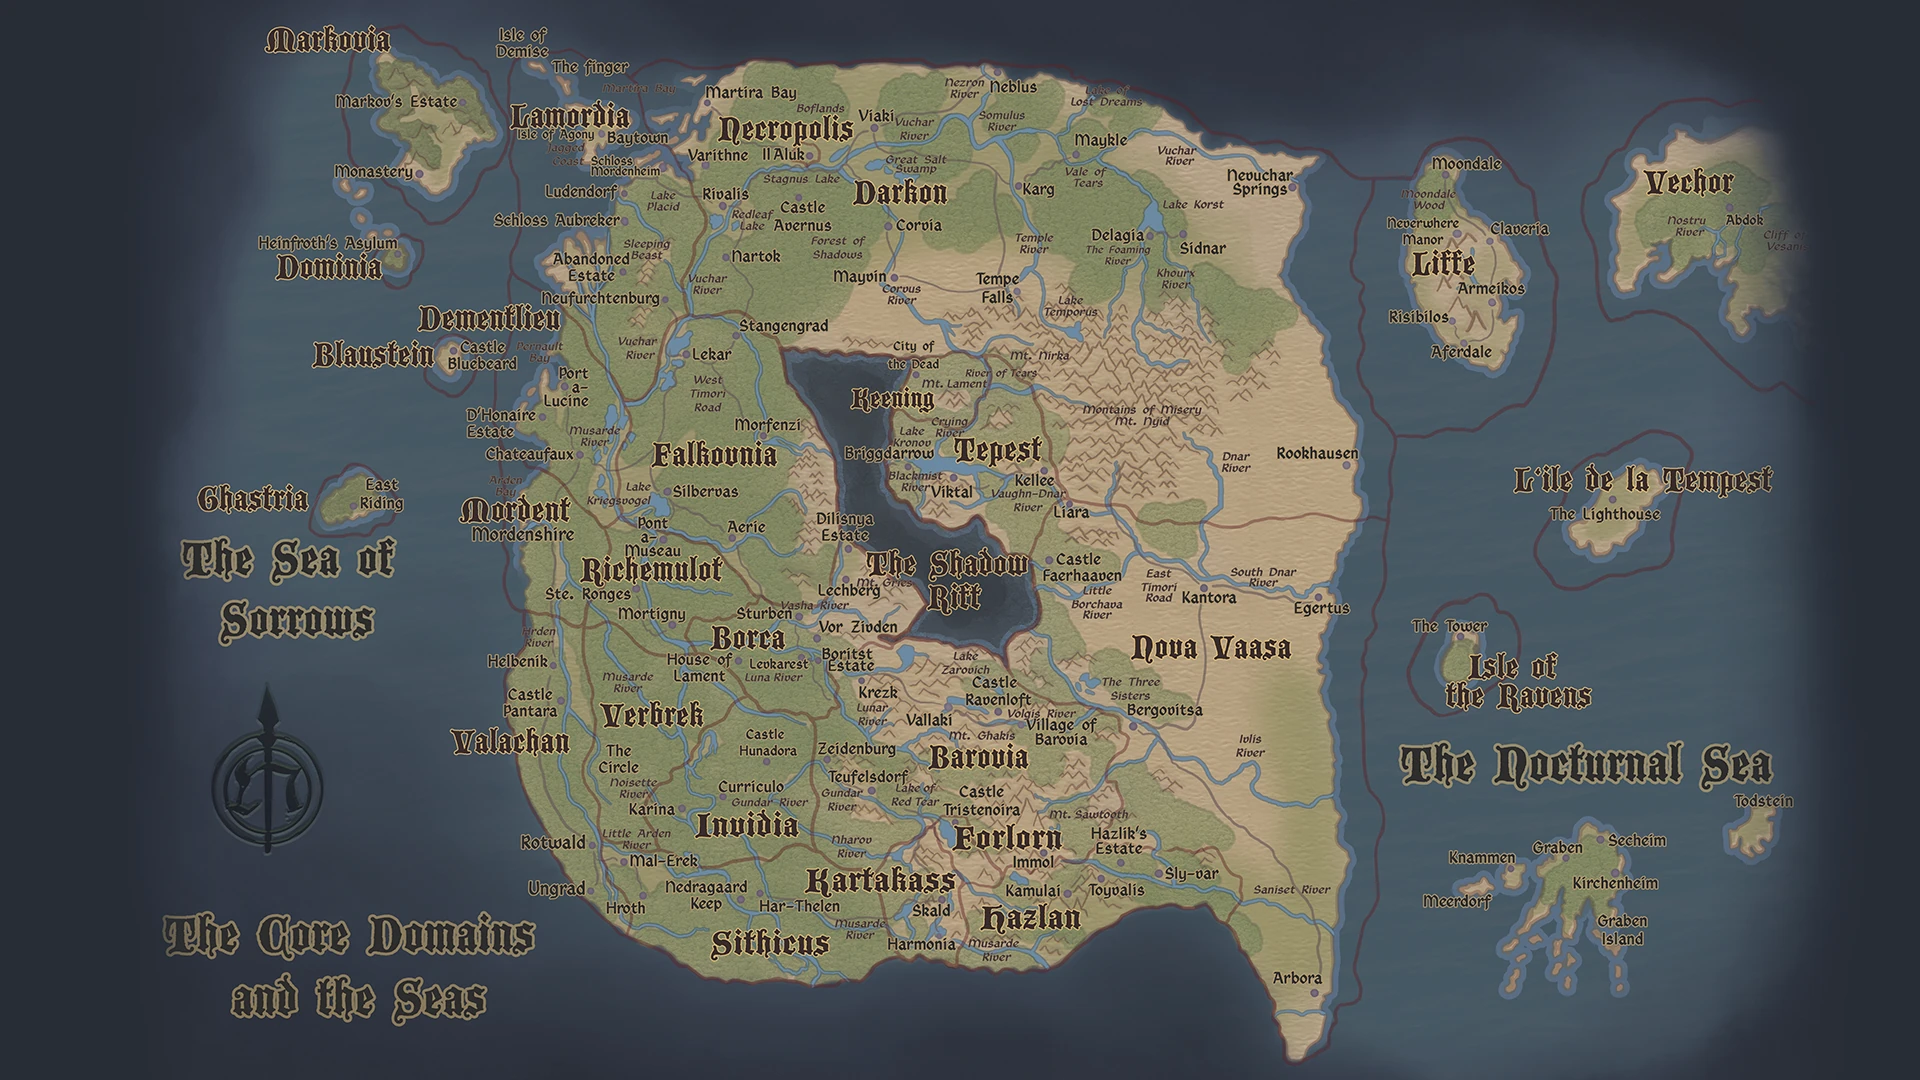 Markovia
Markov's Estate
Monastery
Heinfroth's Asylum
Dominia
Isle of
Demise
The finger
Martira Bay
Lamordia
Isle of Agony
Baytown
Jagged
Coast
Schloss
Mordenheim
Ludendorf
Lake
Placid
Schloss Aubreker
Sleeping
Beast
Abandoned
Estate
Neufurchtenburg
Dementlieu
Blaustein
Castle
Bluebeard
Pernault
Bay
Port
a-
Lucine
D'Honaire
Estate
Chateaufaux
Musarde
River
Ghastria
East
Riding
The Sea of
Sorrows
Arden
Bay
Mordent
Mordenshire
Martira Bay
Boflands
Necropolis
Viaki
Vuchar
River
Nezron
River
Neblus
Somulus
River
Lake of
Lost Dreams
Varithne
Il Aluk
Great Salt
Swamp
Stagnus Lake
Darkon
Rivalis
Redleaf
Lake
Castle
Avernus
Corvia
Forest of
Shadows
Nartok
Vuchar
River
Mayvin
Corvus
River
Karg
Temple
River
Tempe
Falls
Lake
Temporus
Maykle
Vale of
Tears
Vuchar
River
Nevuchar
Springs
Lake Korst
Delagia
The Foaming
River
Sidnar
Khourx
River
Stangengrad
Vuchar
River
Lekar
West
Timori
Road
Morfenzi
Falkovnia
Lake
Kriegsvogel
Silbervas
Aerie
City of
the Dead
Mt. Nirka
River of Tears
Mt. Lament
Keening
Crying
River
Lake
Kronov
Briggdarrow
Tepest
Blackmist
River
Viktal
Kellee
Vaughn-Dnar
River
Liara
Montains of Misery
Mt. Nyid
Dnar
River
Rookhausen
Dilisnya
Estate
The Shadow
Rift
Mt. Gries
Lechberg
Vasha River
Vor Zivden
Castle
Faerhaaven
Little
Borchava
River
East
Timori
Road
Kantora
South Dnar
River
Egertus
Nova Vaasa
Pont
a-
Museau
Richemulot
Ste. Ronges
Mortigny
Sturben
Borca
House of
Lament
Levkarest
Luna River
Boritst
Estate
Arden
River
Helbenik
Musarde
River
Castle
Pantara
Valachan
Verbrek
The
Circle
Noisette
River
Karina
Castle
Hunadora
Curriculo
Gundar River
Invidia
Little Arden
River
Mal-Erek
Rotwald
Ungrad
Hroth
Nedragaard
Keep
Har-Thelen
Sithicus
Krezk
Lunar
River
Vallaki
Lake
Zarovich
Castle
Ravenloft
Volgis River
Village of
Barovia
Mt. Ghakis
Barovia
The Three
Sisters
Bergovitsa
Ivlis
River
Zeidenburg
Teufelsdorf
Gundar
River
Lake of
Red Tear
Castle
Tristenoira
Mt. Sawtooth
Forlorn
Immol
Hazlik's
Estate
Nharov
River
Kartakass
Skald
Musarde
River
Harmonia
Kamulai
Toyvalis
Sly-var
Hazlan
Musarde
River
Saniset River
Arbora
Moondale
Moondale
Wood
Neverwhere
Manor
Claveria
Liffe
Armeikos
Risibilos
Aferdale
Vechor
Nostru
River
Abdok
Cliff of
Vesan
L'ile de la Tempest
The Lighthouse
The Tower
Isle of
the Ravens
The Nocturnal Sea
Todstein
Graben
Secheim
Knammen
Kirchenheim
Meerdorf
Graben
Island
The Core Domains
and the Seas